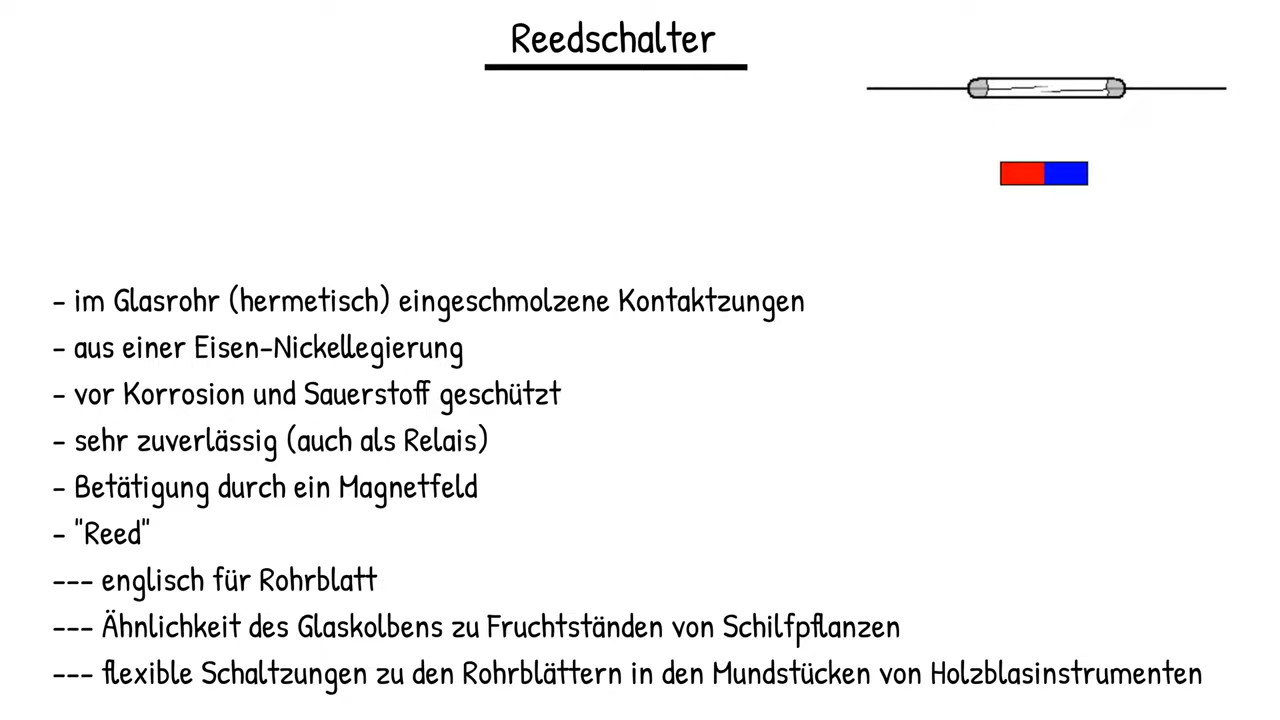 Reedschalter
- im Glasrohr (hermetisch) eingeschmolzene Kontaktzungen
- aus einer Eisen-Nickellegierung
- vor Korrosion und Sauerstoff geschützt
- sehr zuverlässig (auch als Relais)
- Betätigung durch ein Magnetfeld
- "Reed"
--- englisch für Rohrblatt
--- Ähnlichkeit des Glaskolbens zu Fruchtständen von Schilfpflanzen
--- flexible Schaltzungen zu den Rohrblättern in den Mundstücken von Holzblasinstrumenten